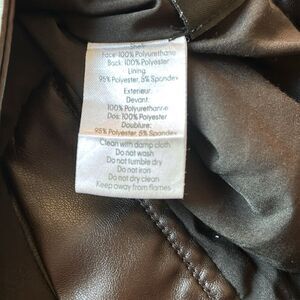 Shell:
Face: 100% Polyurethane
Back: 100% Polyester
Lining:
95% Polyester, 5% Spandex
Exterieur:
Devant:
100% Polyurethanne
Dos: 100% Polyester
Doublure:
95% Polyester, 5% Spandex
Clean with damp cloth
Do not wash
Do not tumble dry
Do not iron
Do not dry clean
Keep away from flames